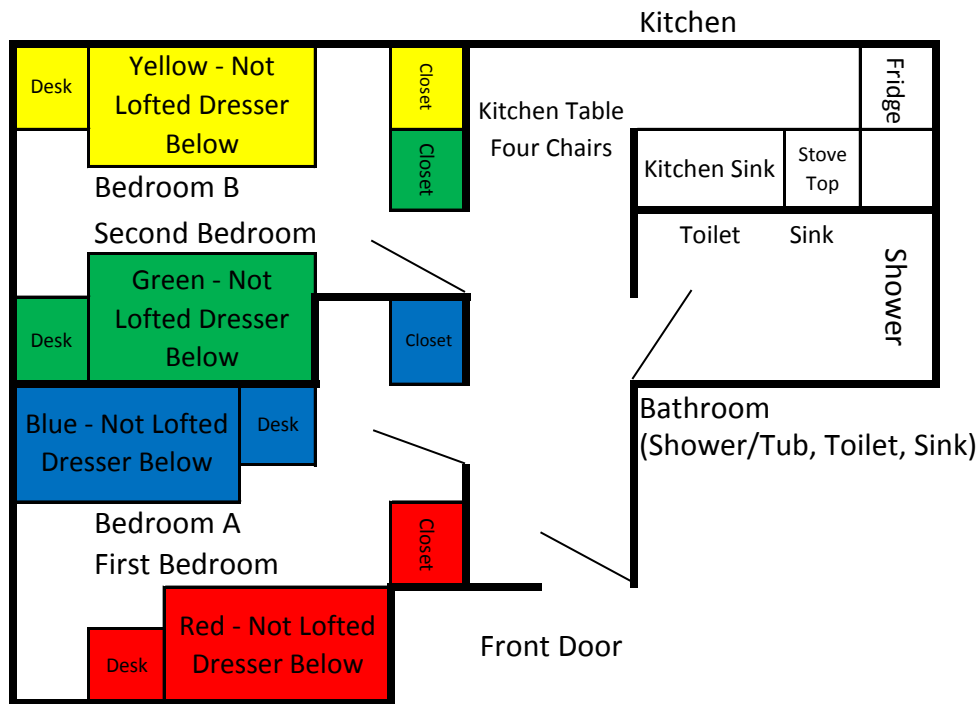 Kitchen
Desk
Yellow - Not
Lofted Dresser
Below
Closet
Fridge
Kitchen Table
Four Chairs
Closet
Kitchen Sink
Stove
Top
Bedroom B
Second Bedroom
Toilet
Sink
Shower
Green - Not
Lofted Dresser
Below
Desk
Closet
Blue - Not Lofted
Dresser Below
Desk
Bathroom
(Shower/Tub, Toilet, Sink)
Bedroom A
First Bedroom
Closet
Red - Not Lofted
Dresser Below
Desk
Front Door